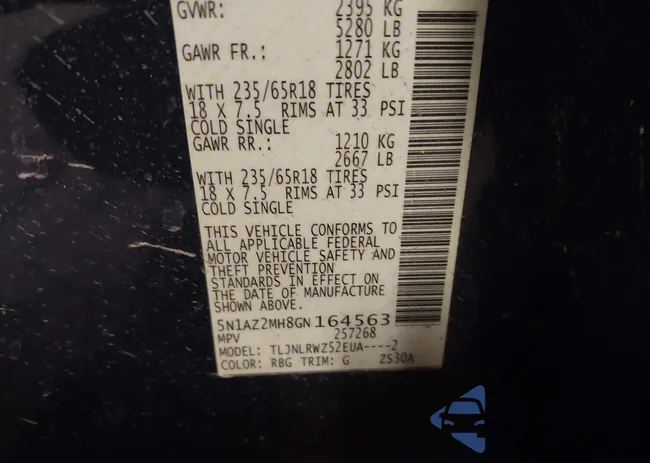 GVWR: 2395 KG
5280 LB
GAWR FR.: 1271 KG
2802 LB
WITH 235/65R18 TIRES
18 X 7.5 RIMS AT 33 PSI
COLD SINGLE
GAWR RR.: 1210 KG
2667 LB
WITH 235/65R18 TIRES
18 X 7.5 RIMS AT 33 PSI
COLD SINGLE
THIS VEHICLE CONFORMS TO
ALL APPLICABLE FEDERAL
MOTOR VEHICLE SAFETY AND
THEFT PREVENTION
STANDARDS IN EFFECT ON
THE DATE OF MANUFACTURE
SHOWN ABOVE.
5N1AZ2MH8GN164563
MPV 257268
MODEL: TLJNLRWZ52EUA----2
COLOR: RBG TRIM: G ZS30A